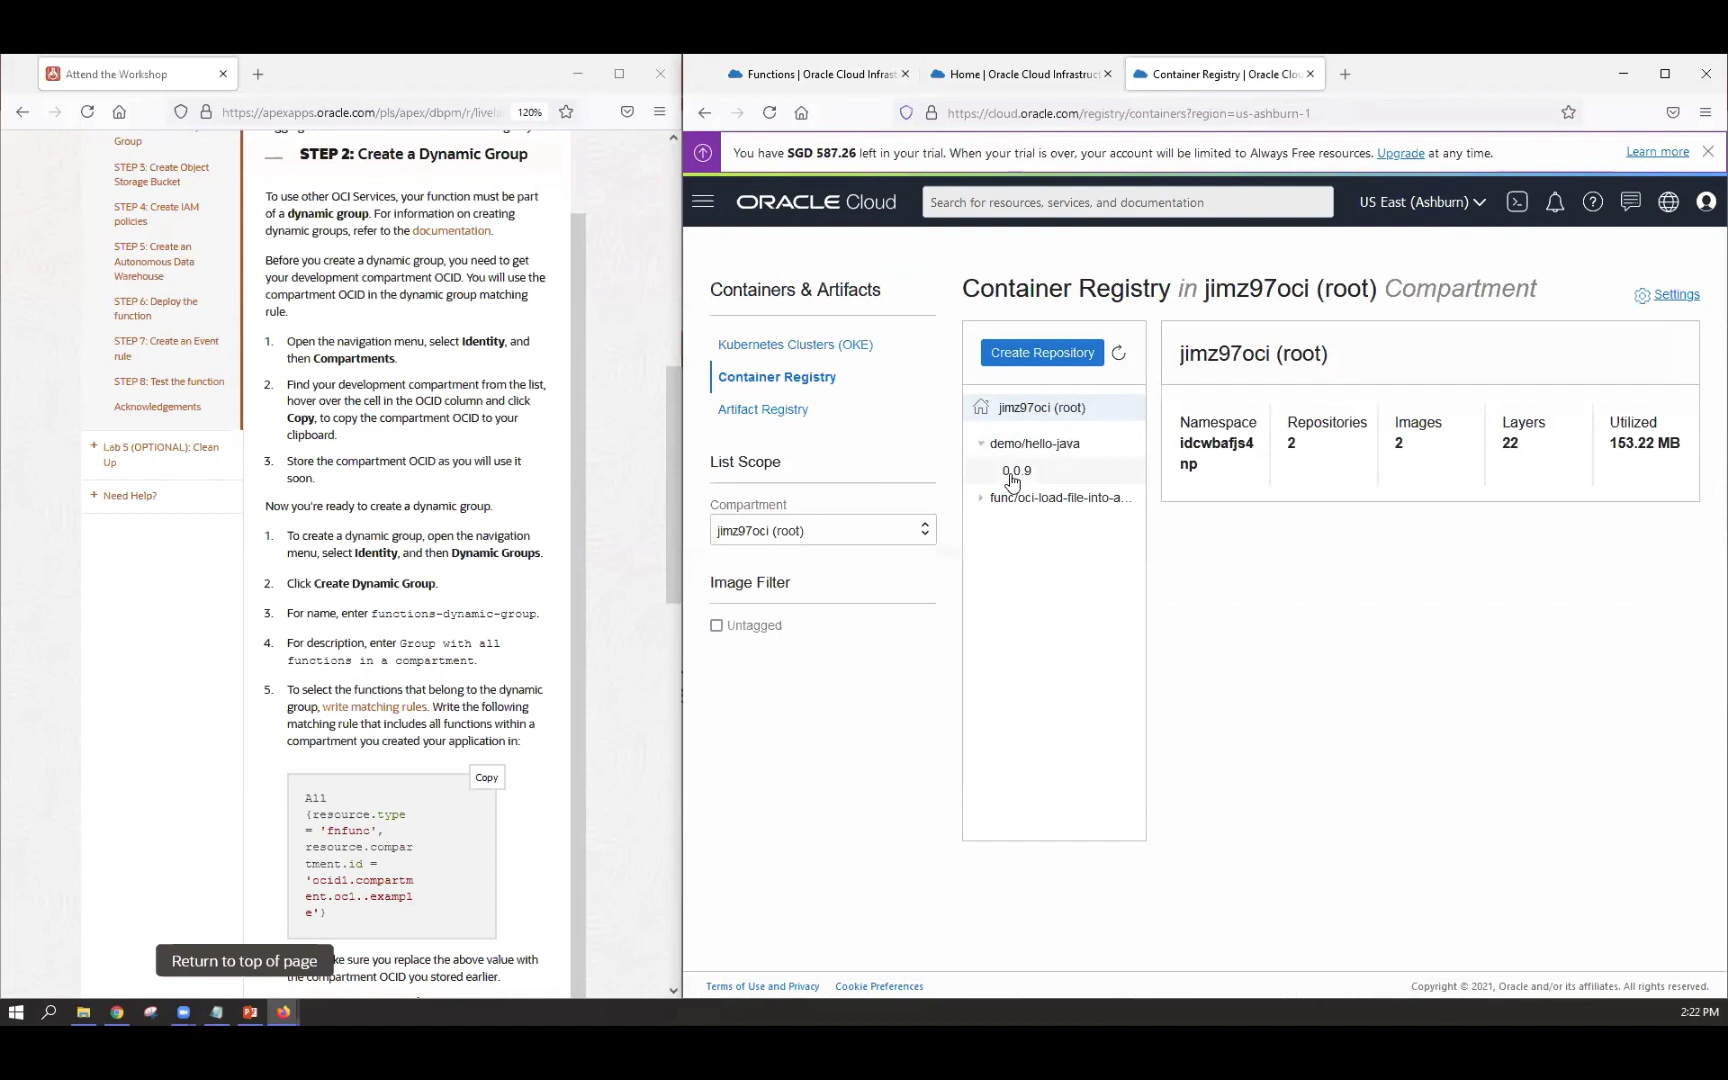 Attend the Workshop
https://apexapps.oracle.com/pls/apex/dbpm/r/livela
120%
Group
STEP 3: Create Object
Storage Bucket
STEP 4: Create IAM
policies
STEP 5: Create an
Autonomous Data
Warehouse
STEP 6: Deploy the
function
STEP 7: Create an Event
rule
STEP 8: Test the function
Acknowledgements
Lab 5 (OPTIONAL): Clean
Up
Need Help?
STEP 2: Create a Dynamic Group
To use other OCI Services, your function must be part
of a dynamic group. For information on creating
dynamic groups, refer to the documentation.
Before you create a dynamic group, you need to get
your development compartment OCID. You will use the
compartment OCID in the dynamic group matching
rule.
1. Open the navigation menu, select Identity, and
then Compartments.
2. Find your development compartment from the list,
hover over the cell in the OCID column and click
Copy, to copy the compartment OCID to your
clipboard.
3. Store the compartment OCID as you will use it
soon.
Now you're ready to create a dynamic group.
1. To create a dynamic group, open the navigation
menu, select Identity, and then Dynamic Groups.
2. Click Create Dynamic Group.
3. For name, enter functions-dynamic-group.
4. For description, enter Group with all
functions in a compartment.
5. To select the functions that belong to the dynamic
group, write matching rules. Write the following
matching rule that includes all functions within a
compartment you created your application in:
Copy
All
{resource.type
= 'fnfunc',
resource.compar
tment.id =
'ocid1.compartm
ent.oc1..exampl
e'}
ke sure you replace the above value with
the compartment OCID you stored earlier.
Return to top of page
Functions | Oracle Cloud Infrast
Home | Oracle Cloud Infrastruct
Container Registry | Oracle Clou
https://cloud.oracle.com/registry/containers?region=us-ashburn-1
You have SGD 587.26 left in your trial. When your trial is over, your account will be limited to Always Free resources. Upgrade at any time.
Learn more
ORACLE Cloud
Search for resources, services, and documentation
US East (Ashburn)
Containers & Artifacts
Kubernetes Clusters (OKE)
Container Registry
Artifact Registry
List Scope
Compartment
jimz97oci (root)
Image Filter
Untagged
Container Registry in jimz97oci (root) Compartment
Settings
Create Repository
jimz97oci (root)
demo/hello-java
0.0.9
func/oci-load-file-into-a...
jimz97oci (root)
Namespace
idcwbafjs4
np
Repositories
2
Images
2
Layers
22
Utilized
153.22 MB
Terms of Use and Privacy
Cookie Preferences
Copyright © 2021, Oracle and/or its affiliates. All rights reserved.
2:22 PM